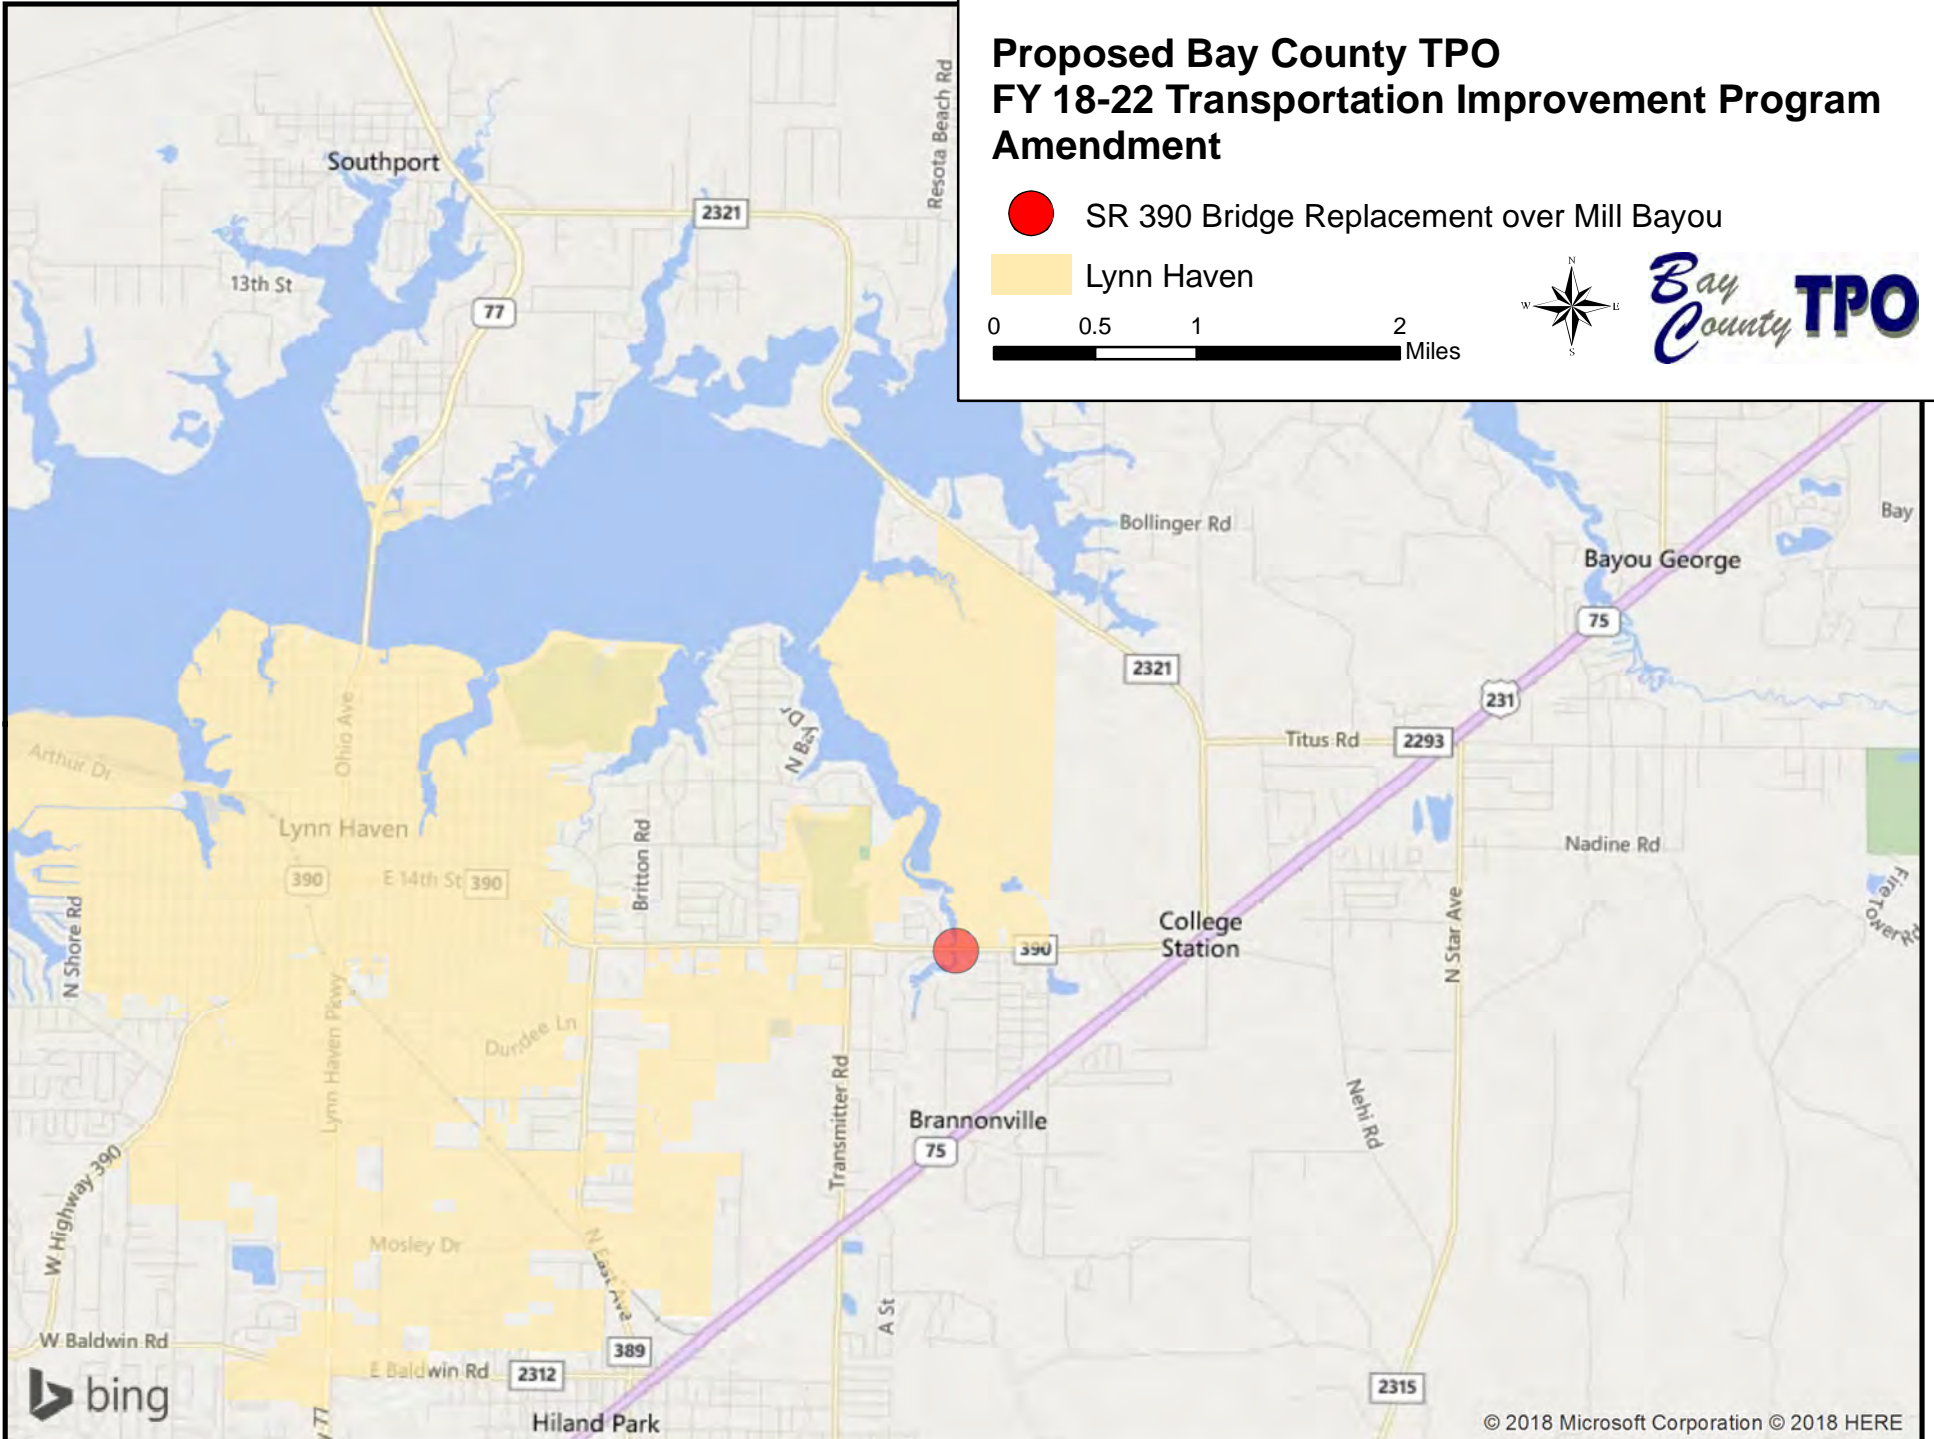 Proposed Bay County TPO
FY 18-22 Transportation Improvement Program
Amendment
SR 390 Bridge Replacement over Mill Bayou
Lynn Haven
0 0.5 1 2
Miles
N
W E
S
Bay
County TPO
Resota Beach Rd
Southport
2321
13th St
77
Bollinger Rd
Bay
Bayou George
75
2321
231
Ohio Ave
N Bay Dr
Titus Rd
2293
Arthur Dr
Lynn Haven
Britton Rd
Nadine Rd
390
E 14th St
390
Fire Tower Rd
N Shore Rd
College
Station
N Star Ave
390
Lynn Haven Pkwy
Durdee Ln
Transmitter Rd
Nehi Rd
Brannonville
75
W Highway 390
Mosley Dr
N East Ave
A St
W Baldwin Rd
389
E Baldwin Rd
2312
2315
bing
77
Hiland Park
© 2018 Microsoft Corporation © 2018 HERE